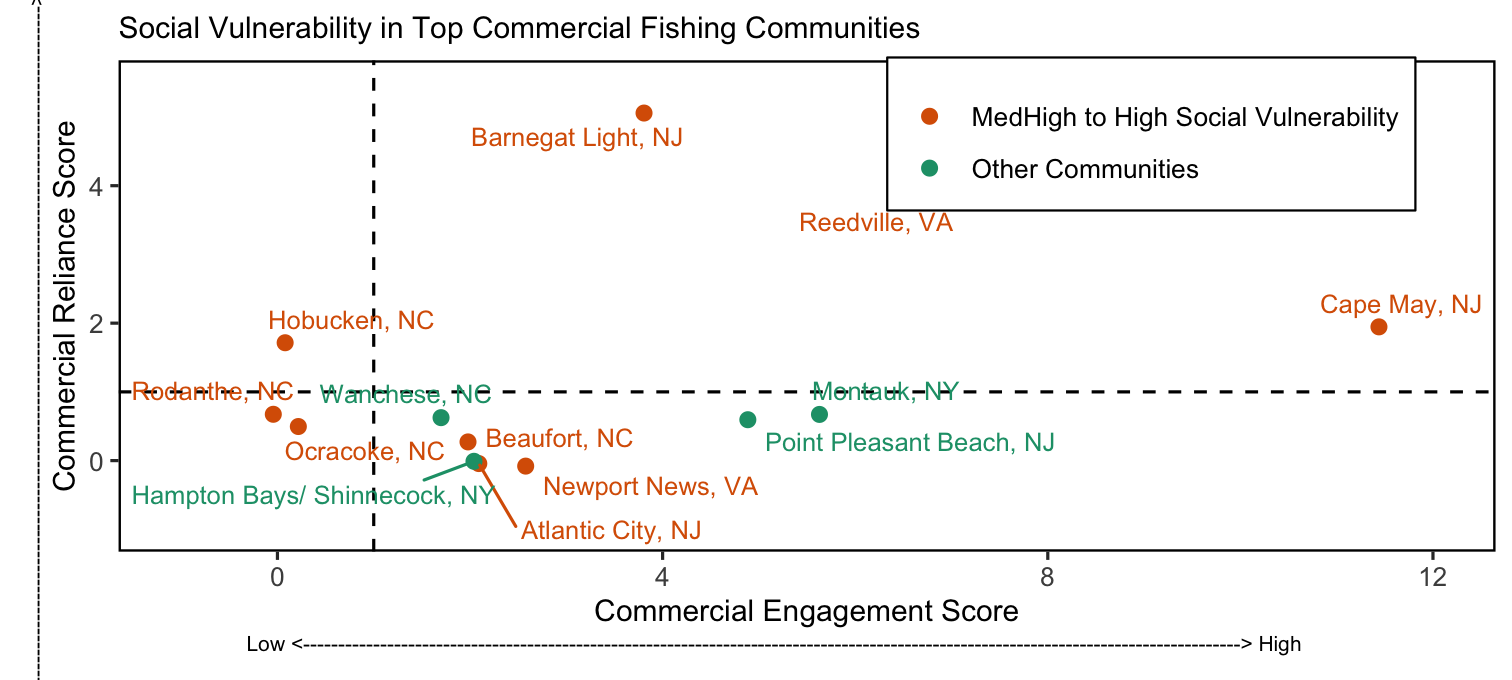 Social Vulnerability in Top Commercial Fishing Communities
MedHigh to High Social Vulnerability
Other Communities
Barnegat Light, NJ
Reedville, VA
Cape May, NJ
Hobucken, NC
Rodanthe, NC
Wanchese, NC
Montauk, NY
Ocracoke, NC
Beaufort, NC
Point Pleasant Beach, NJ
Hampton Bays/ Shinnecock, NY
Newport News, VA
Atlantic City, NJ
Commercial Reliance Score
4
2
0
0
4
8
12
Commercial Engagement Score
Low <---------------------------------------------------------------------------------------------> High